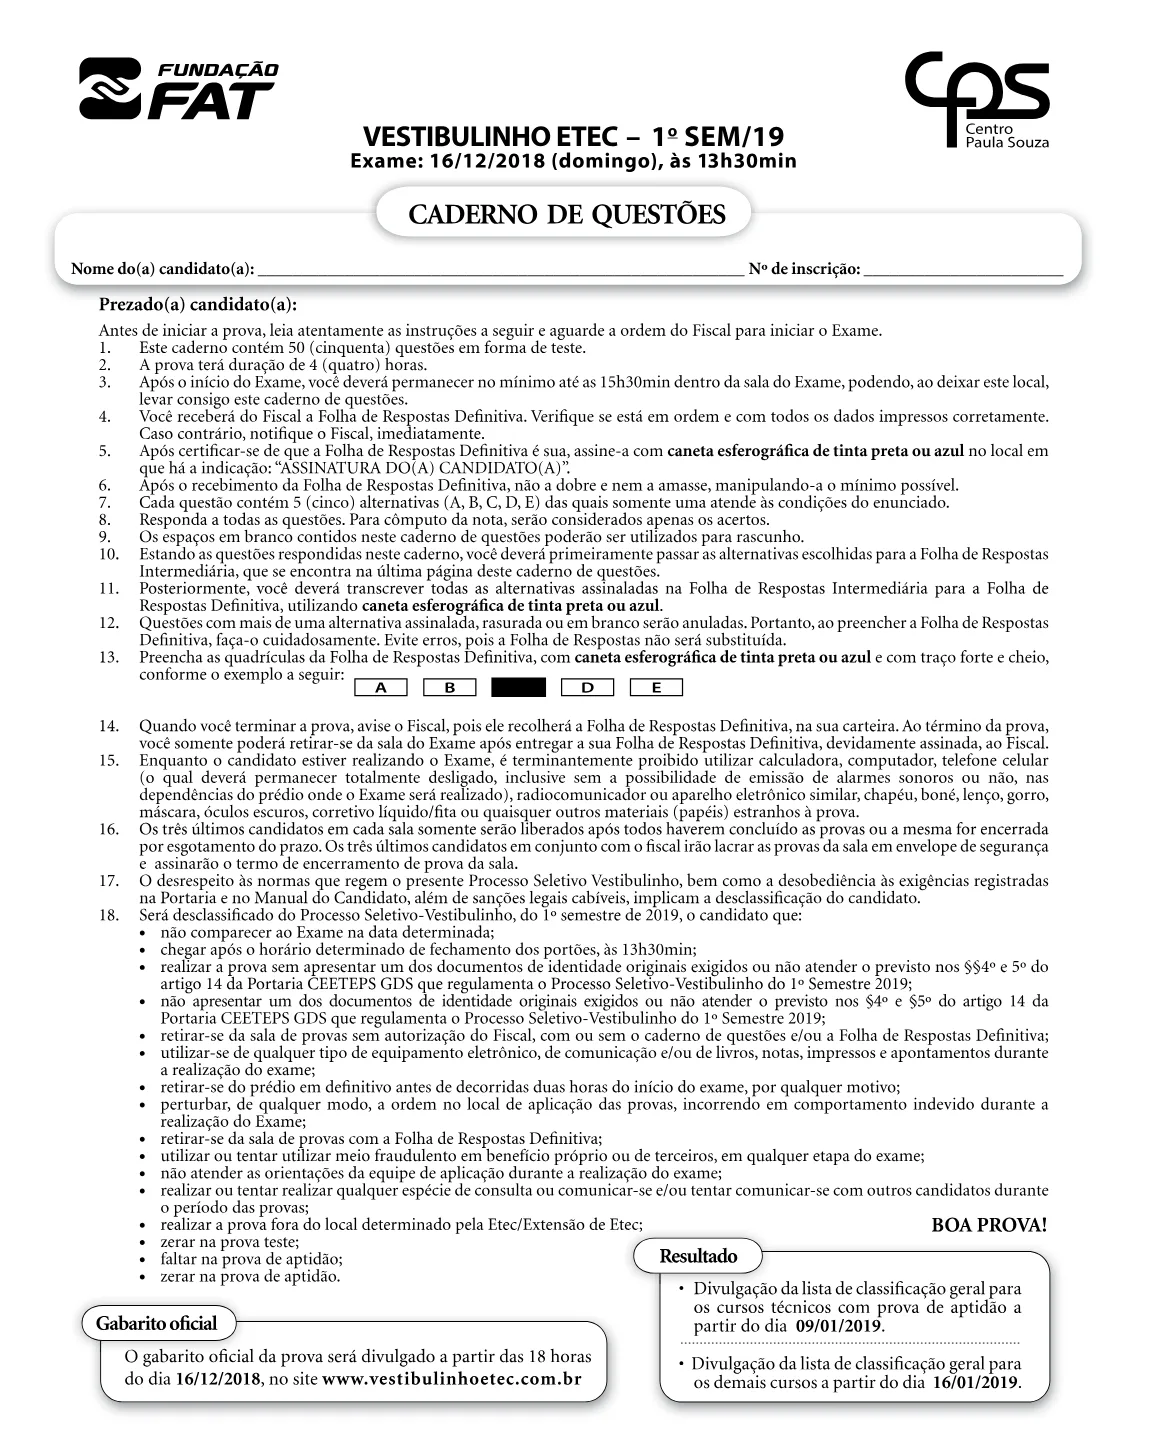 FUNDAÇÃO
FAT
CPS
Centro
Paula Souza
VESTIBULINHO ETEC – 1º SEM/19
Exame: 16/12/2018 (domingo), às 13h30min
CADERNO DE QUESTÕES
Nome do(a) candidato(a): ________________________________________________________ Nº de inscrição: _______________________
Prezado(a) candidato(a):
Antes de iniciar a prova, leia atentamente as instruções a seguir e aguarde a ordem do Fiscal para iniciar o Exame.
1. Este caderno contém 50 (cinquenta) questões em forma de teste.
2. A prova terá duração de 4 (quatro) horas.
3. Após o início do Exame, você deverá permanecer no mínimo até as 15h30min dentro da sala do Exame, podendo, ao deixar este local,
levar consigo este caderno de questões.
4. Você receberá do Fiscal a Folha de Respostas Definitiva. Verifique se está em ordem e com todos os dados impressos corretamente.
Caso contrário, notifique o Fiscal, imediatamente.
5. Após certificar-se de que a Folha de Respostas Definitiva é sua, assine-a com caneta esferográfica de tinta preta ou azul no local em
que há a indicação: “ASSINATURA DO(A) CANDIDATO(A)”.
6. Após o recebimento da Folha de Respostas Definitiva, não a dobre e nem a amasse, manipulando-a o mínimo possível.
7. Cada questão contém 5 (cinco) alternativas (A, B, C, D, E) das quais somente uma atende às condições do enunciado.
8. Responda a todas as questões. Para cômputo da nota, serão considerados apenas os acertos.
9. Os espaços em branco contidos neste caderno de questões poderão ser utilizados para rascunho.
10. Estando as questões respondidas neste caderno, você deverá primeiramente passar as alternativas escolhidas para a Folha de Respostas
Intermediária, que se encontra na última página deste caderno de questões.
11. Posteriormente, você deverá transcrever todas as alternativas assinaladas na Folha de Respostas Intermediária para a Folha de
Respostas Definitiva, utilizando caneta esferográfica de tinta preta ou azul.
12. Questões com mais de uma alternativa assinalada, rasurada ou em branco serão anuladas. Portanto, ao preencher a Folha de Respostas
Definitiva, faça-o cuidadosamente. Evite erros, pois a Folha de Respostas não será substituída.
13. Preencha as quadrículas da Folha de Respostas Definitiva, com caneta esferográfica de tinta preta ou azul e com traço forte e cheio,
conforme o exemplo a seguir: A B D E
14. Quando você terminar a prova, avise o Fiscal, pois ele recolherá a Folha de Respostas Definitiva, na sua carteira. Ao término da prova,
você somente poderá retirar-se da sala do Exame após entregar a sua Folha de Respostas Definitiva, devidamente assinada, ao Fiscal.
15. Enquanto o candidato estiver realizando o Exame, é terminantemente proibido utilizar calculadora, computador, telefone celular
(o qual deverá permanecer totalmente desligado, inclusive sem a possibilidade de emissão de alarmes sonoros ou não, nas
dependências do prédio onde o Exame será realizado), radiocomunicador ou aparelho eletrônico similar, chapéu, boné, lenço, gorro,
máscara, óculos escuros, corretivo líquido/fita ou quaisquer outros materiais (papéis) estranhos à prova.
16. Os três últimos candidatos em cada sala somente serão liberados após todos haverem concluído as provas ou a mesma for encerrada
por esgotamento do prazo. Os três últimos candidatos em conjunto com o fiscal irão lacrar as provas da sala em envelope de segurança
e assinarão o termo de encerramento de prova da sala.
17. O desrespeito às normas que regem o presente Processo Seletivo Vestibulinho, bem como a desobediência às exigências registradas
na Portaria e no Manual do Candidato, além de sanções legais cabíveis, implicam a desclassificação do candidato.
18. Será desclassificado do Processo Seletivo-Vestibulinho, do 1º semestre de 2019, o candidato que:
• não comparecer ao Exame na data determinada;
• chegar após o horário determinado de fechamento dos portões, às 13h30min;
• realizar a prova sem apresentar um dos documentos de identidade originais exigidos ou não atender o previsto nos §§4º e 5º do
artigo 14 da Portaria CEETEPS GDS que regulamenta o Processo Seletivo-Vestibulinho do 1º Semestre 2019;
• não apresentar um dos documentos de identidade originais exigidos ou não atender o previsto nos §4º e §5º do artigo 14 da
Portaria CEETEPS GDS que regulamenta o Processo Seletivo-Vestibulinho do 1º Semestre 2019;
• retirar-se da sala de provas sem autorização do Fiscal, com ou sem o caderno de questões e/ou a Folha de Respostas Definitiva;
• utilizar-se de qualquer tipo de equipamento eletrônico, de comunicação e/ou de livros, notas, impressos e apontamentos durante
a realização do exame;
• retirar-se do prédio em definitivo antes de decorridas duas horas do início do exame, por qualquer motivo;
• perturbar, de qualquer modo, a ordem no local de aplicação das provas, incorrendo em comportamento indevido durante a
realização do Exame;
• retirar-se da sala de provas com a Folha de Respostas Definitiva;
• utilizar ou tentar utilizar meio fraudulento em benefício próprio ou de terceiros, em qualquer etapa do exame;
• não atender as orientações da equipe de aplicação durante a realização do exame;
• realizar ou tentar realizar qualquer espécie de consulta ou comunicar-se e/ou tentar comunicar-se com outros candidatos durante
o período das provas;
• realizar a prova fora do local determinado pela Etec/Extensão de Etec;
• zerar na prova teste;
• faltar na prova de aptidão;
• zerar na prova de aptidão.
BOA PROVA!
Gabarito oficial
O gabarito oficial da prova será divulgado a partir das 18 horas
do dia 16/12/2018, no site www.vestibulinhoetec.com.br
Resultado
• Divulgação da lista de classificação geral para
os cursos técnicos com prova de aptidão a
partir do dia 09/01/2019.
• Divulgação da lista de classificação geral para
os demais cursos a partir do dia 16/01/2019.